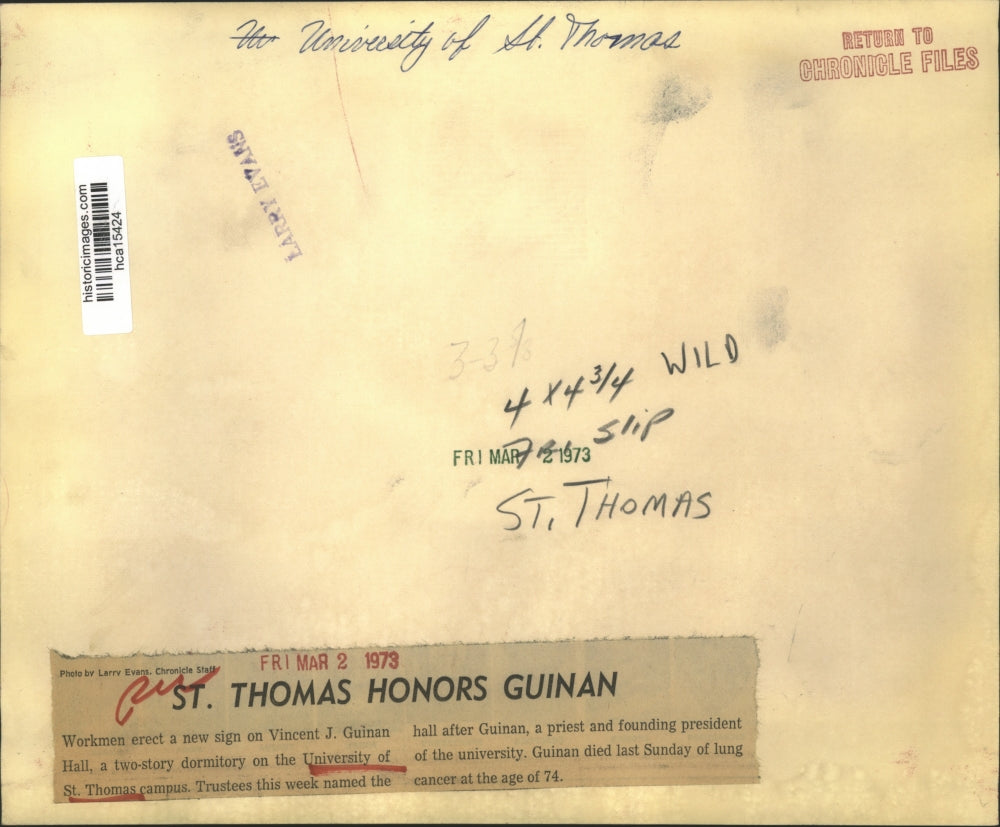 University of St. Thomas
RETURN TO
CHRONICLE FILES
LARRY EVANS
historicimages.com
hca15424
4 x 4 3/4 WILD
Fri Slip
FRI MAR 2 1973
ST. THOMAS
Photo by Larry Evans, Chronicle Staff
FRI MAR 2 1973
ST. THOMAS HONORS GUINAN
Workmen erect a new sign on Vincent J. Guinan
Hall, a two-story dormitory on the University of
St. Thomas campus. Trustees this week named the
hall after Guinan, a priest and founding president
of the university. Guinan died last Sunday of lung
cancer at the age of 74.